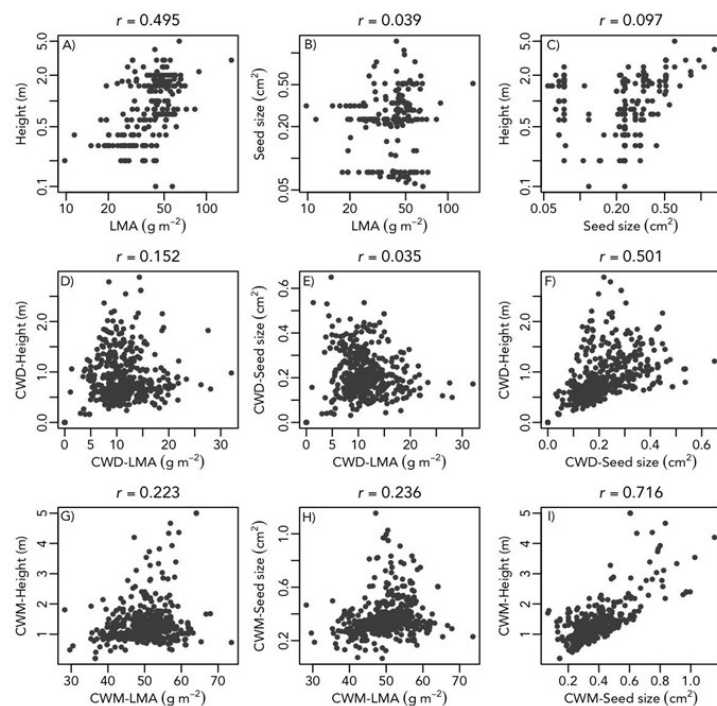 r = 0.495
r = 0.039
r = 0.097
A)
Height (m)
5.0
2.0
0.5
0.1
10
20
50
100
LMA (g m⁻²)
B)
Seed size (cm²)
0.50
0.20
0.05
10
20
50
100
LMA (g m⁻²)
C)
Height (m)
5.0
2.0
0.5
0.1
0.05
0.20
0.50
Seed size (cm²)
r = 0.152
r = 0.035
r = 0.501
D)
CWD-Height (m)
2.0
1.0
0.0
0
5
10
20
30
CWD-LMA (g m⁻²)
E)
CWD-Seed size (cm²)
0.6
0.4
0.2
0.0
0
5
10
20
30
CWD-LMA (g m⁻²)
F)
CWD-Height (m)
2.0
1.0
0.0
0.0
0.2
0.4
0.6
CWD-Seed size (cm²)
r = 0.223
r = 0.236
r = 0.716
G)
CWM-Height (m)
5
4
3
2
1
30
40
50
60
70
CWM-LMA (g m⁻²)
H)
CWM-Seed size (cm²)
1.0
0.6
0.2
30
40
50
60
70
CWM-LMA (g m⁻²)
I)
CWM-Height (m)
5
4
3
2
1
0.2
0.4
0.6
0.8
1.0
CWM-Seed size (cm²)